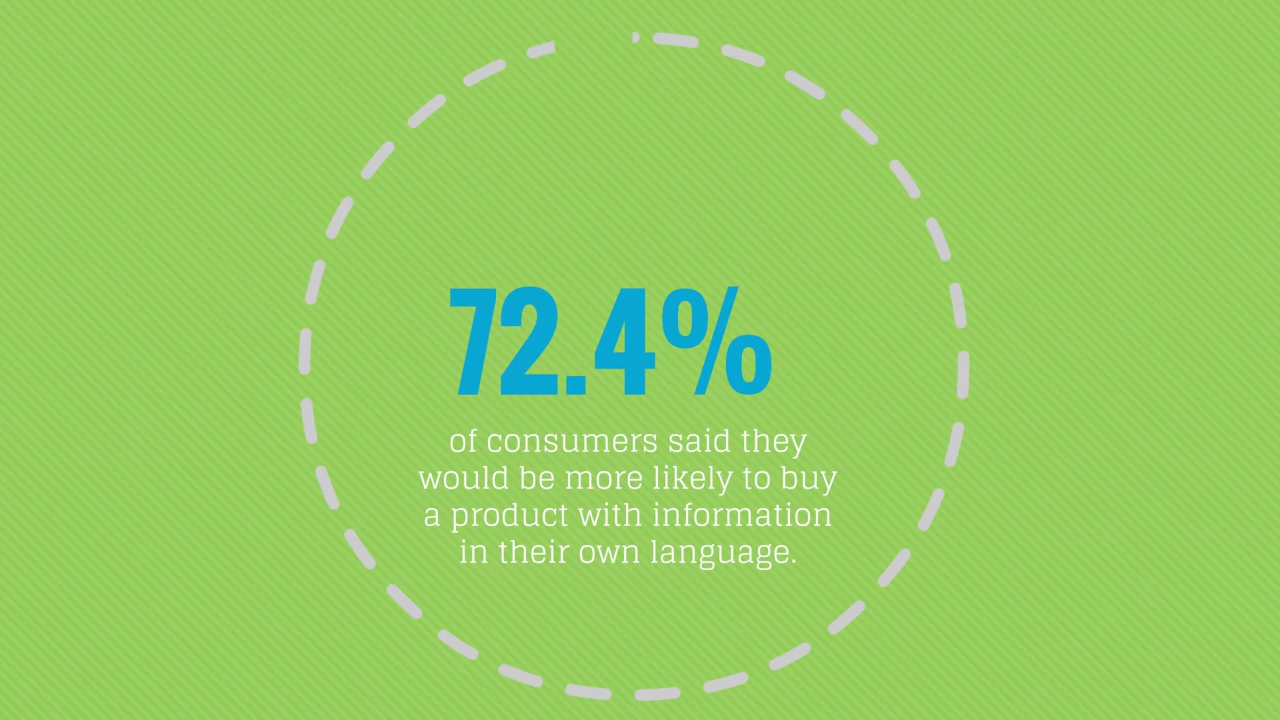 72.4%
of consumers said they
would be more likely to buy
a product with information
in their own language.